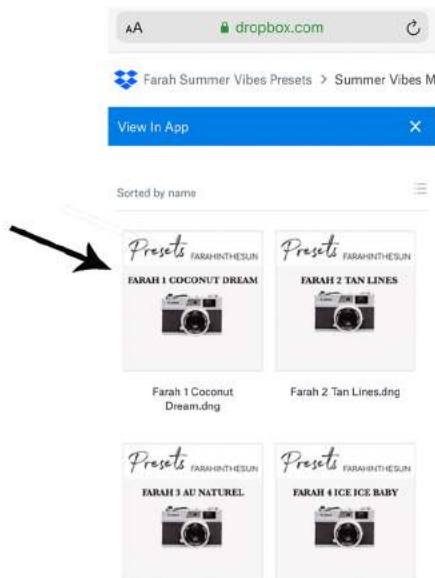 AA dropbox.com
Farah Summer Vibes Presets > Summer Vibes M
View In App
Sorted by name
Presets FARAHINTHESUN
FARAH 1 COCONUT DREAM
Farah 1 Coconut
Dream.dng
Presets FARAHINTHESUN
FARAH 2 TAN LINES
Farah 2 Tan Lines.dng
Presets FARAHINTHESUN
FARAH 3 AU NATUREL
Presets FARAHINTHESUN
FARAH 4 ICE ICE BABY